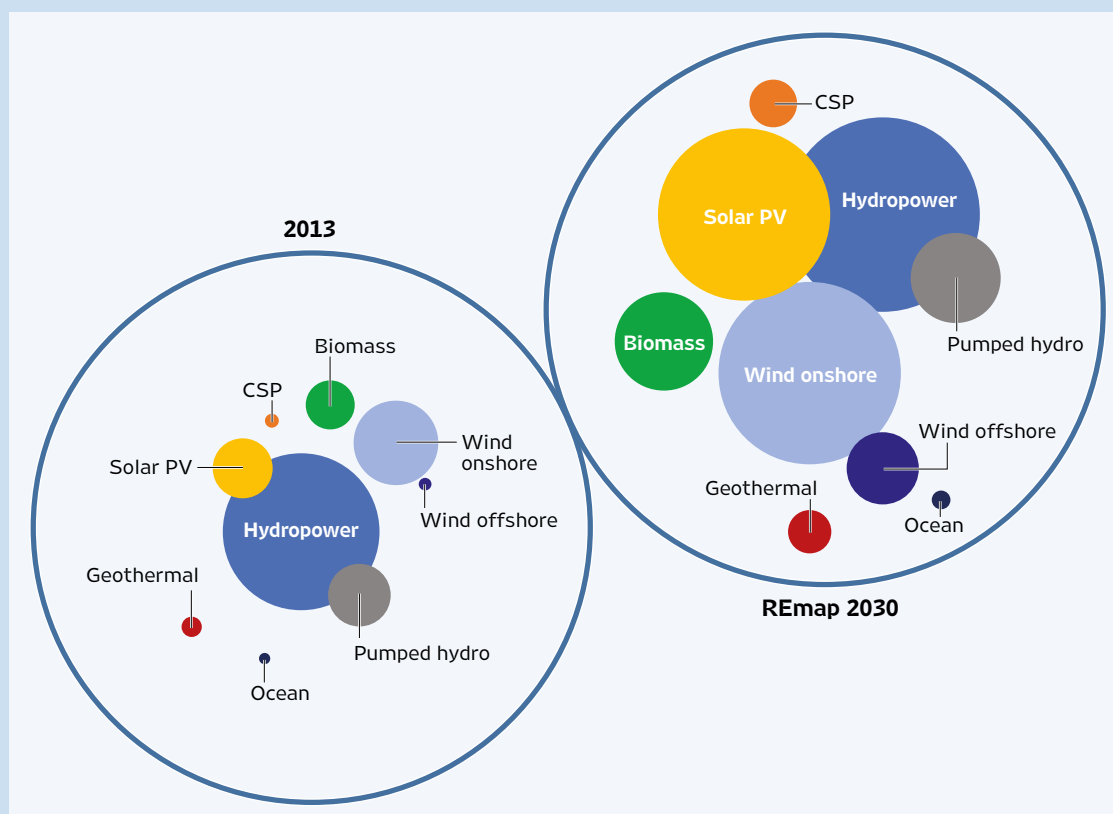 2013
Biomass
CSP
Wind
onshore
Solar PV
Wind offshore
Hydropower
Geothermal
Pumped hydro
Ocean
CSP
Hydropower
Solar PV
Pumped hydro
Biomass
Wind onshore
Wind offshore
Geothermal
Ocean
REmap 2030